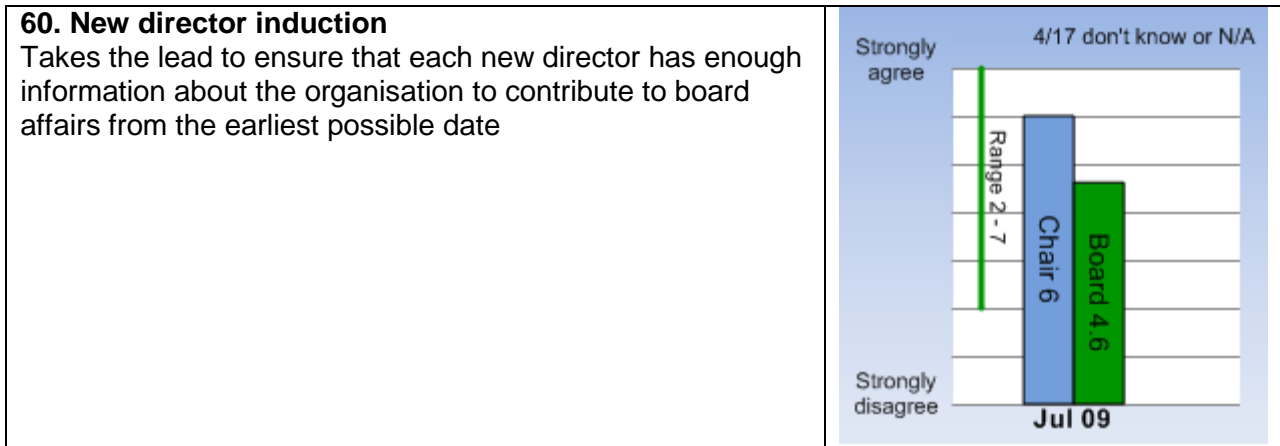 60. New director induction
Takes the lead to ensure that each new director has enough
information about the organisation to contribute to board
affairs from the earliest possible date
4/17 don't know or N/A
Strongly
agree
Range 2 - 7
Chair 6
Board 4.6
Strongly
disagree
Jul 09